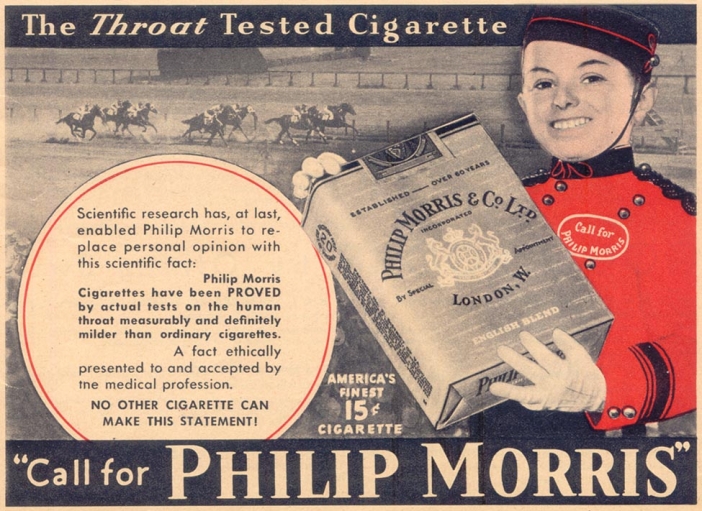 The Throat Tested Cigarette
Scientific research has, at last,
enabled Philip Morris to re-
place personal opinion with
this scientific fact:
Philip Morris
Cigarettes have been PROVED
by actual tests on the human
throat measurably and definitely
milder than ordinary cigarettes.
A fact ethically
presented to and accepted by
the medical profession.
NO OTHER CIGARETTE CAN
MAKE THIS STATEMENT!
AMERICA'S
FINEST
15¢
CIGARETTE
ESTABLISHED — OVER 60 YEARS
PHILIP MORRIS & Co LTD
INCORPORATED
By Special Appointment
LONDON, W.
ENGLISH BLEND
Call for
PHILIP MORRIS
"Call for PHILIP MORRIS"